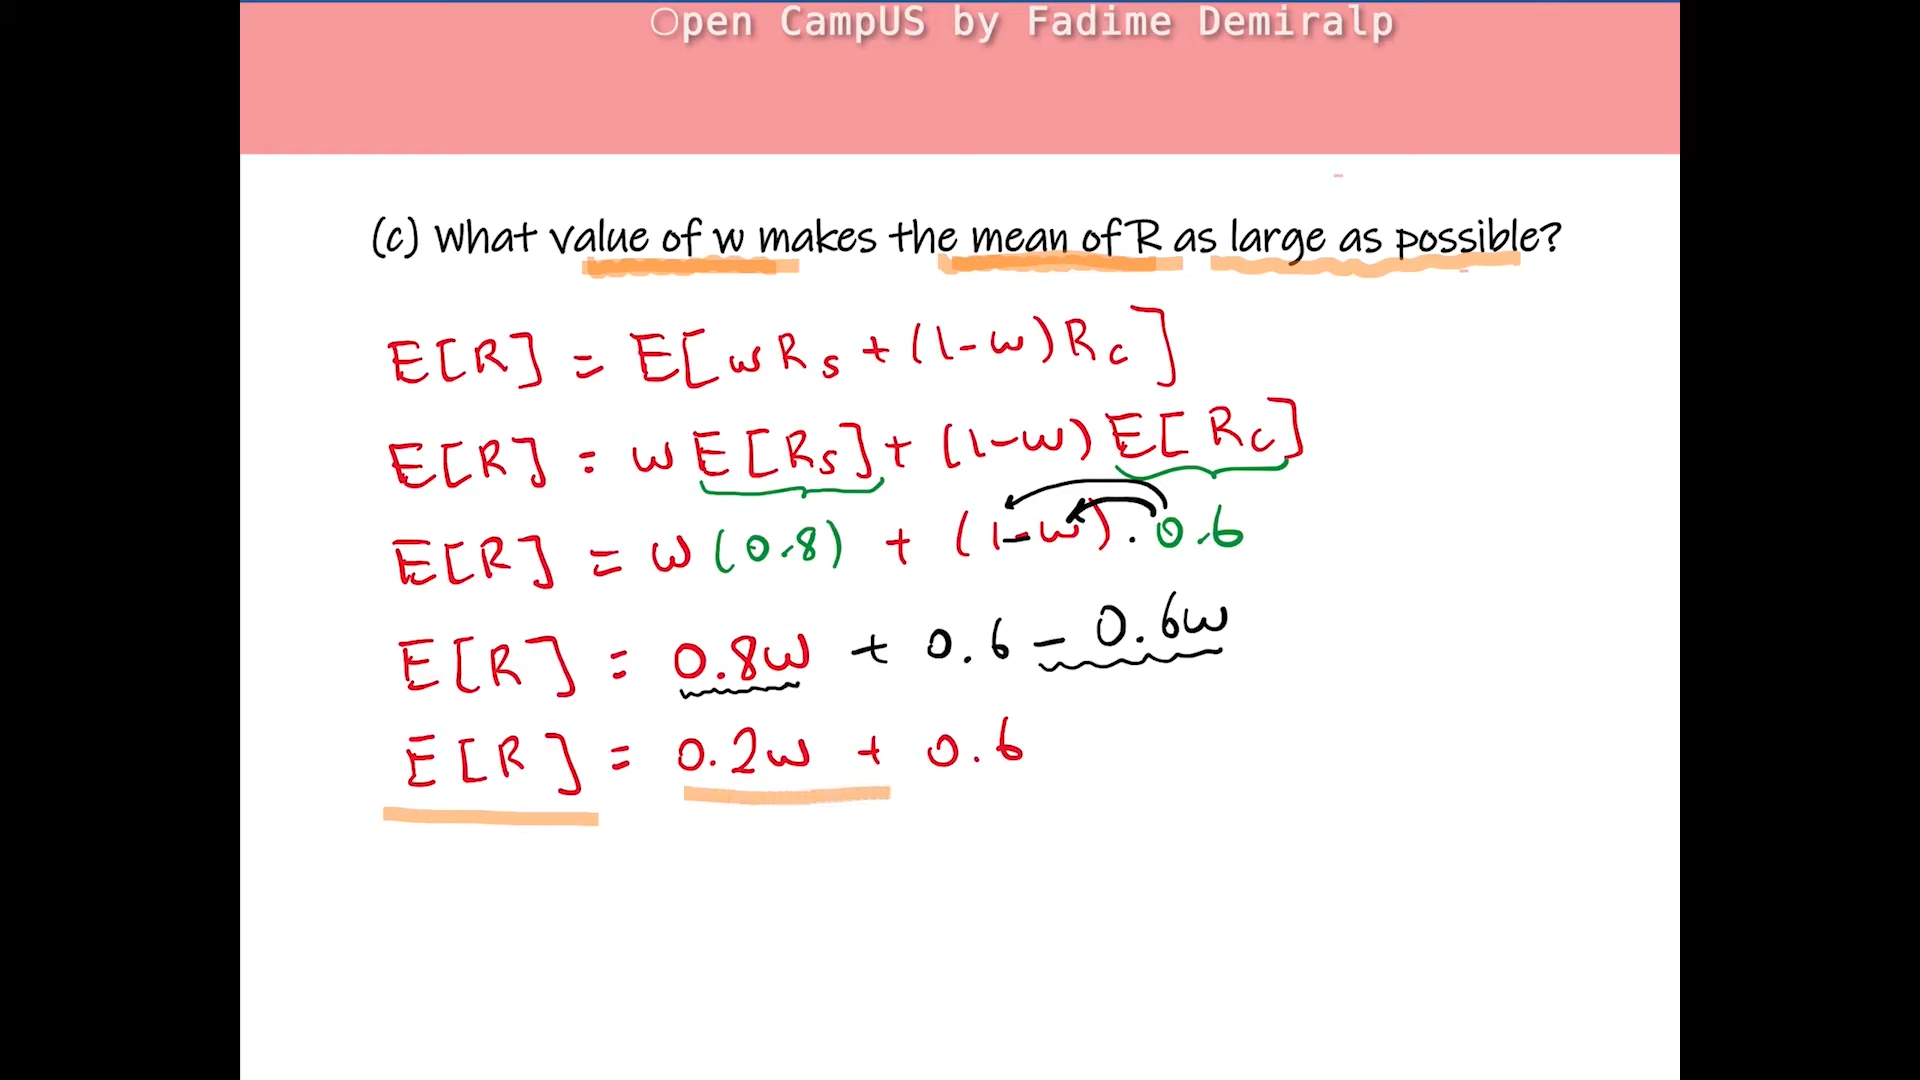 Open CampUS by Fadime Demiralp
(c) What value of w makes the mean of R as large as possible?
E[R] = E[wRs + (1-w)Rc]
E[R] = wE[Rs] + (1-w)E[Rc]
E[R] = w(0.8) + (1-w) . 0.6
E[R] = 0.8w + 0.6 - 0.6w
E[R] = 0.2w + 0.6